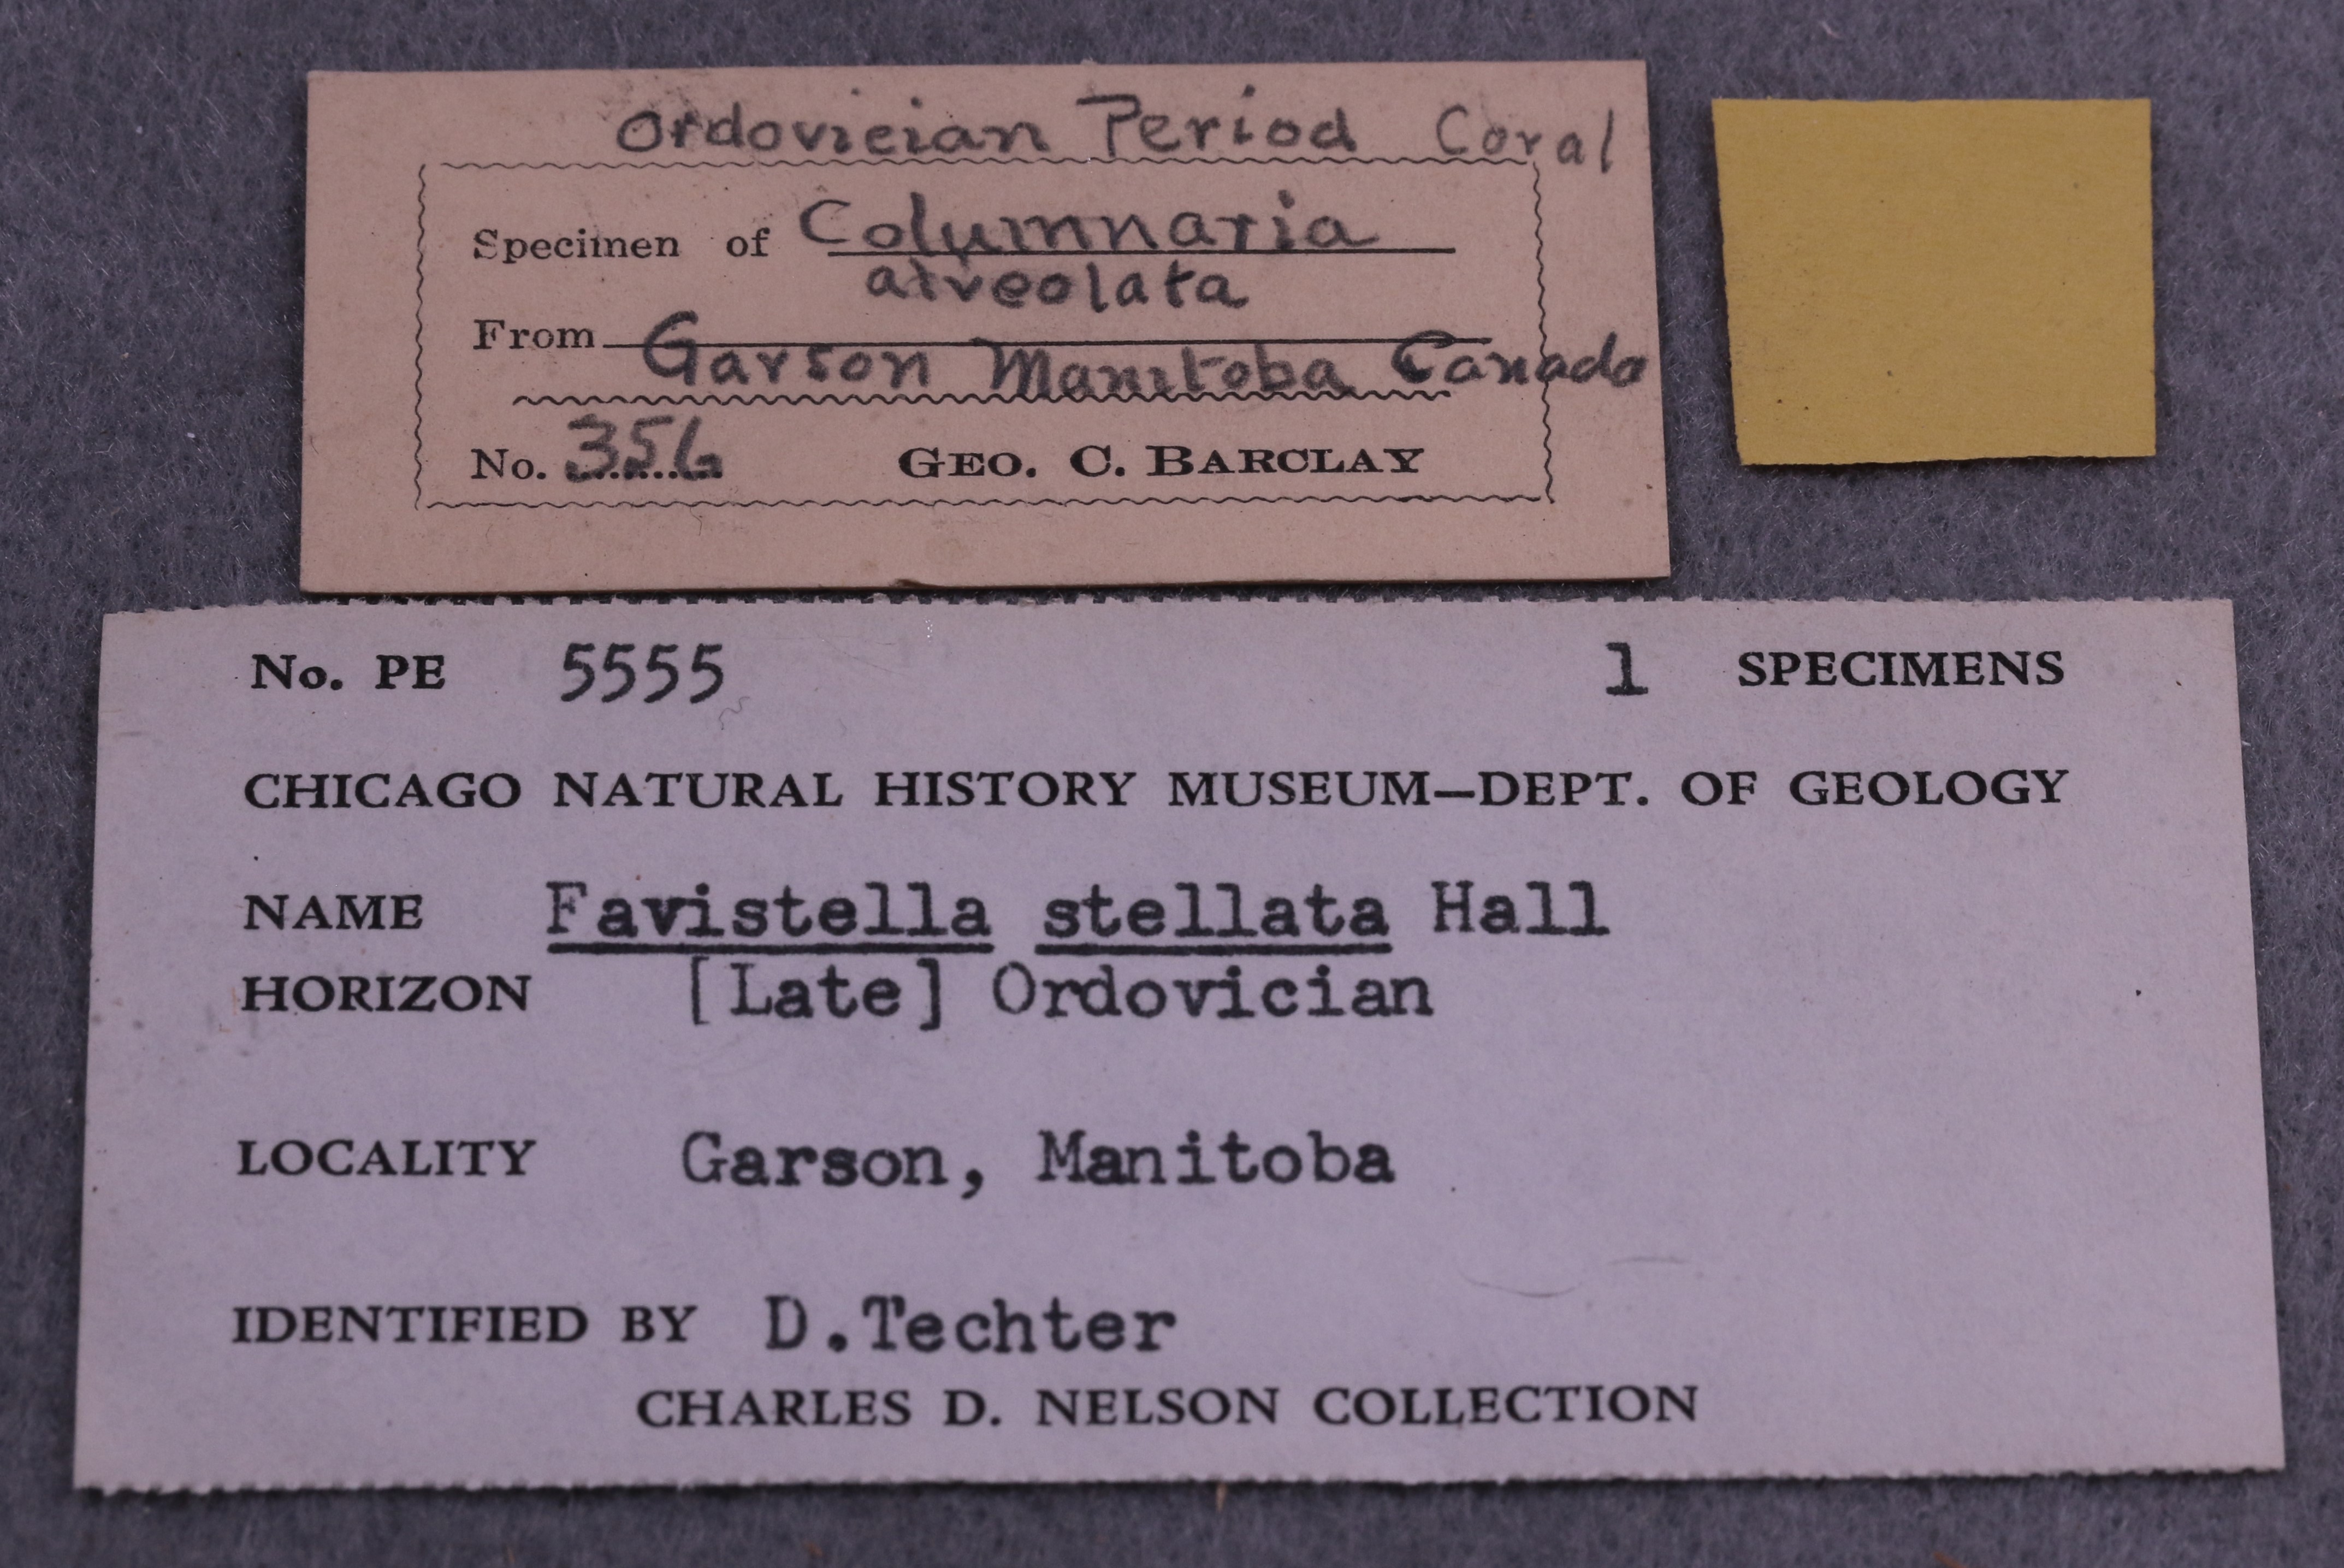 Ordovician Period Coral
Specimen of Columnaria
alveolata
From
Garson Manitoba Canada
No. 356 GEO. C. BARCLAY
No. PE 5555 1 SPECIMENS
CHICAGO NATURAL HISTORY MUSEUM—DEPT. OF GEOLOGY
NAME Favistella stellata Hall
HORIZON [Late] Ordovician
LOCALITY Garson, Manitoba
IDENTIFIED BY D.Techter
CHARLES D. NELSON COLLECTION